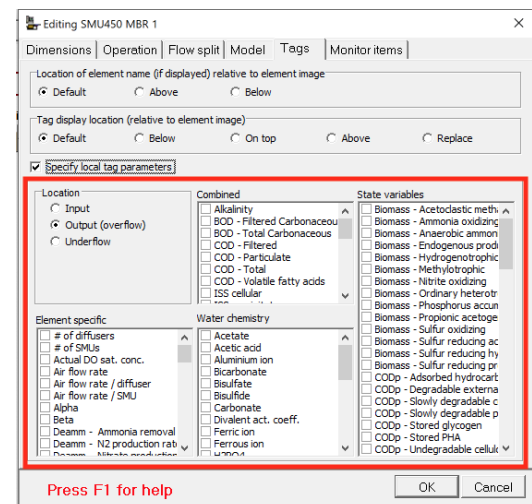 Editing SMU450 MBR 1
Dimensions Operation Flow split Model Tags Monitor items
Location of element name (if displayed) relative to element image
Default Above Below
Tag display location (relative to element image)
Default Below On top Above Replace
Specify local tag parameters
Location
Input
Output (overflow)
Underflow
Combined
Alkalinity
BOD - Filtered Carbonaceou
BOD - Total Carbonaceous
COD - Filtered
COD - Particulate
COD - Total
COD - Volatile fatty acids
ISS cellular
State variables
Biomass - Acetoclastic meth
Biomass - Ammonia oxidizing
Biomass - Anaerobic ammon
Biomass - Endogenous prod
Biomass - Hydrogenotrophic
Biomass - Methylotrophic
Biomass - Nitrite oxidizing
Biomass - Ordinary heterotr
Biomass - Phosphorus accum
Biomass - Propionic acetoge
Biomass - Sulfur oxidizing
Biomass - Sulfur reducing ac
Biomass - Sulfur reducing hy
Biomass - Sulfur reducing pr
CODp - Adsorbed hydrocarb
CODp - Degradable externa
CODp - Slowly degradable c
CODp - Slowly degradable p
CODp - Stored glycogen
CODp - Stored PHA
CODp - Undegradable cellulo
Element specific
# of diffusers
# of SMUs
Actual DO sat. conc.
Air flow rate
Air flow rate / diffuser
Air flow rate / SMU
Alpha
Beta
Deamm - Ammonia removal
Deamm - N2 production rate
Deamm - Nitrate production
Water chemistry
Acetate
Acetic acid
Aluminium ion
Bicarbonate
Bisulfate
Bisulfide
Carbonate
Divalent act. coeff.
Ferric ion
Ferrous ion
H2PO4
Press F1 for help
OK Cancel